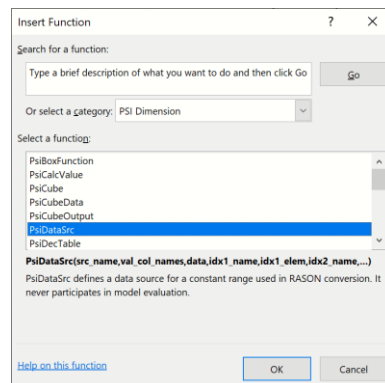 Insert Function ? ×
Search for a function:
Type a brief description of what you want to do and then click Go
Go
Or select a category: PSI Dimension
Select a function:
PsiBoxFunction
PsiCalcValue
PsiCube
PsiCubeData
PsiCubeOutput
PsiDataSrc
PsiDecTable
PsiDataSrc(src_name,val_col_names,data,idx1_name,idx1_elem,idx2_name,...)
PsiDataSrc defines a data source for a constant range used in RASON conversion. It
never participates in model evaluation.
Help on this function
OK
Cancel